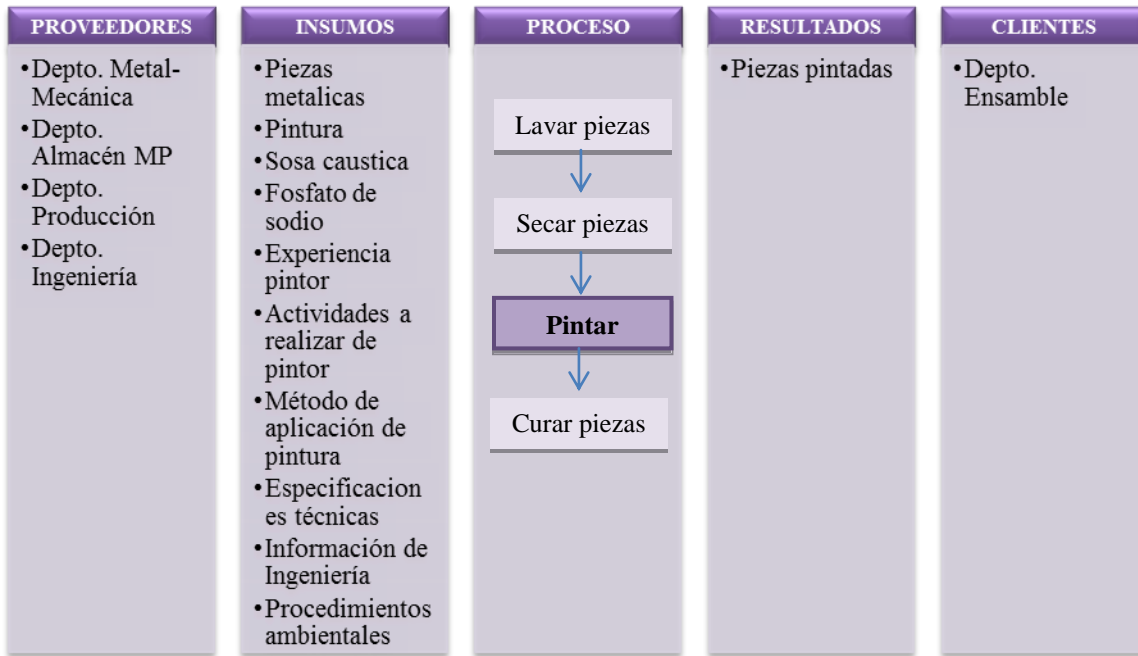 PROVEEDORES
•Depto. Metal-
Mecánica
•Depto.
Almacén MP
•Depto.
Producción
•Depto.
Ingeniería
INSUMOS
•Piezas
metalicas
•Pintura
•Sosa caustica
•Fosfato de
sodio
•Experiencia
pintor
•Actividades a
realizar de
pintor
•Método de
aplicación de
pintura
•Especificacion
es técnicas
•Información de
Ingeniería
•Procedimientos
ambientales
PROCESO
Lavar piezas
Secar piezas
Pintar
Curar piezas
RESULTADOS
•Piezas pintadas
CLIENTES
•Depto.
Ensamble